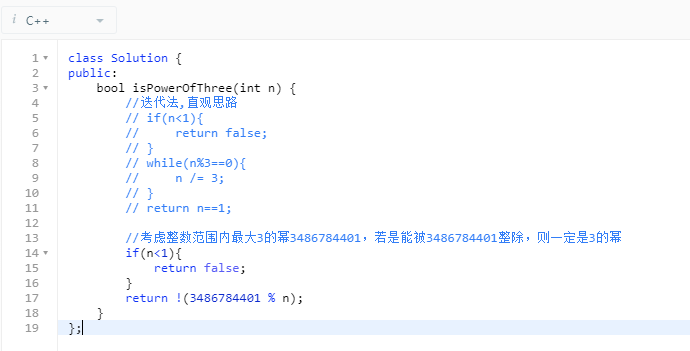 i C++
1 class Solution {
2 public:
3 bool isPowerOfThree(int n) {
4 //迭代法,直观思路
5 // if(n<1){
6 // return false;
7 // }
8 // while(n%3==0){
9 // n /= 3;
10 // }
11 // return n==1;
12
13 //考虑整数范围内最大3的幂3486784401，若是能被3486784401整除，则一定是3的幂
14 if(n<1){
15 return false;
16 }
17 return !(3486784401 % n);
18 }
19 };